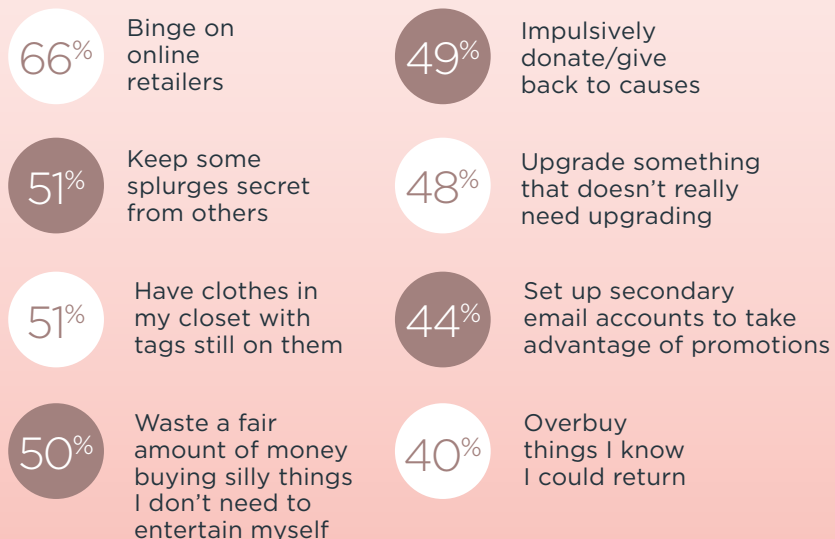 66%
Binge on
online
retailers
51%
Keep some
splurges secret
from others
51%
Have clothes in
my closet with
tags still on them
50%
Waste a fair
amount of money
buying silly things
I don’t need to
entertain myself
49%
Impulsively
donate/give
back to causes
48%
Upgrade something
that doesn’t really
need upgrading
44%
Set up secondary
email accounts to take
advantage of promotions
40%
Overbuy
things I know
I could return